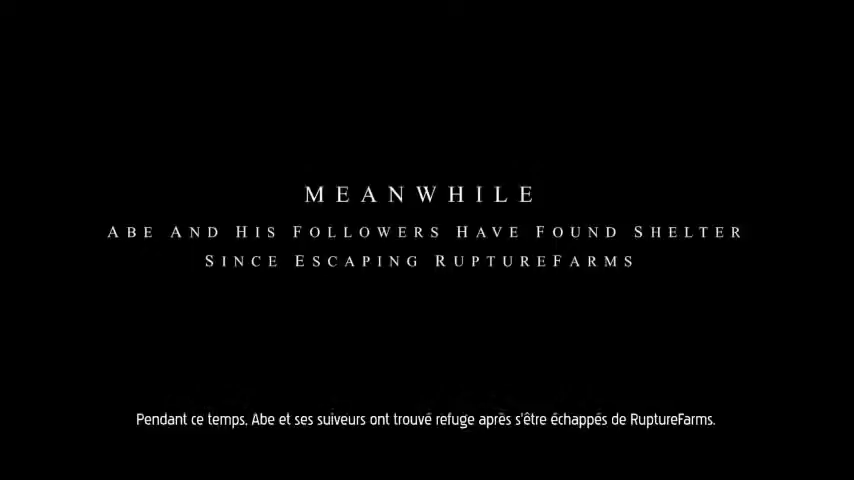 MEANWHILE
ABE AND HIS FOLLOWERS HAVE FOUND SHELTER
SINCE ESCAPING RUPTUREFARMS
Pendant ce temps, Abe et ses suiveurs ont trouvé refuge après s'être échappés de RuptureFarms.